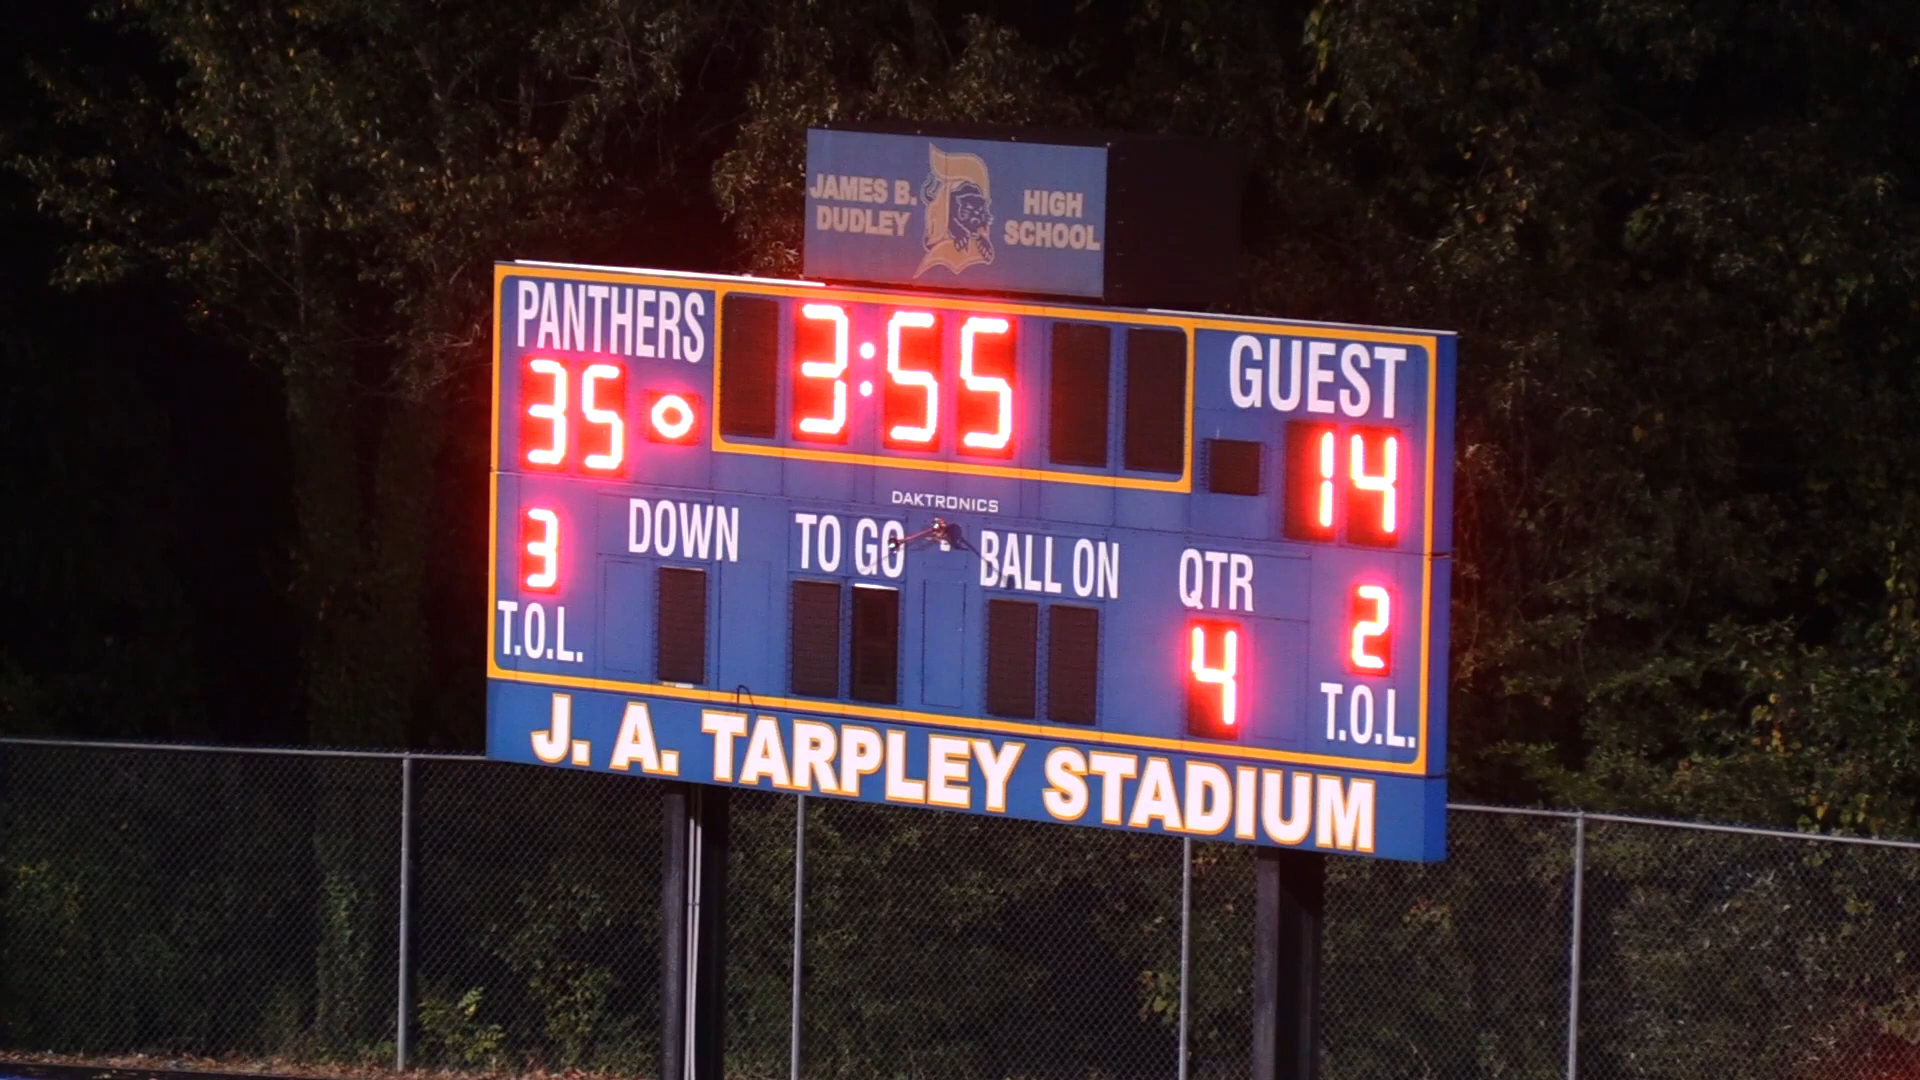 JAMES B. DUDLEY
HIGH SCHOOL
PANTHERS
3:55
GUEST
35
14
DAKTRONICS
3
DOWN
TO GO
BALL ON
QTR
2
T.O.L.
4
T.O.L.
J. A. TARPLEY STADIUM